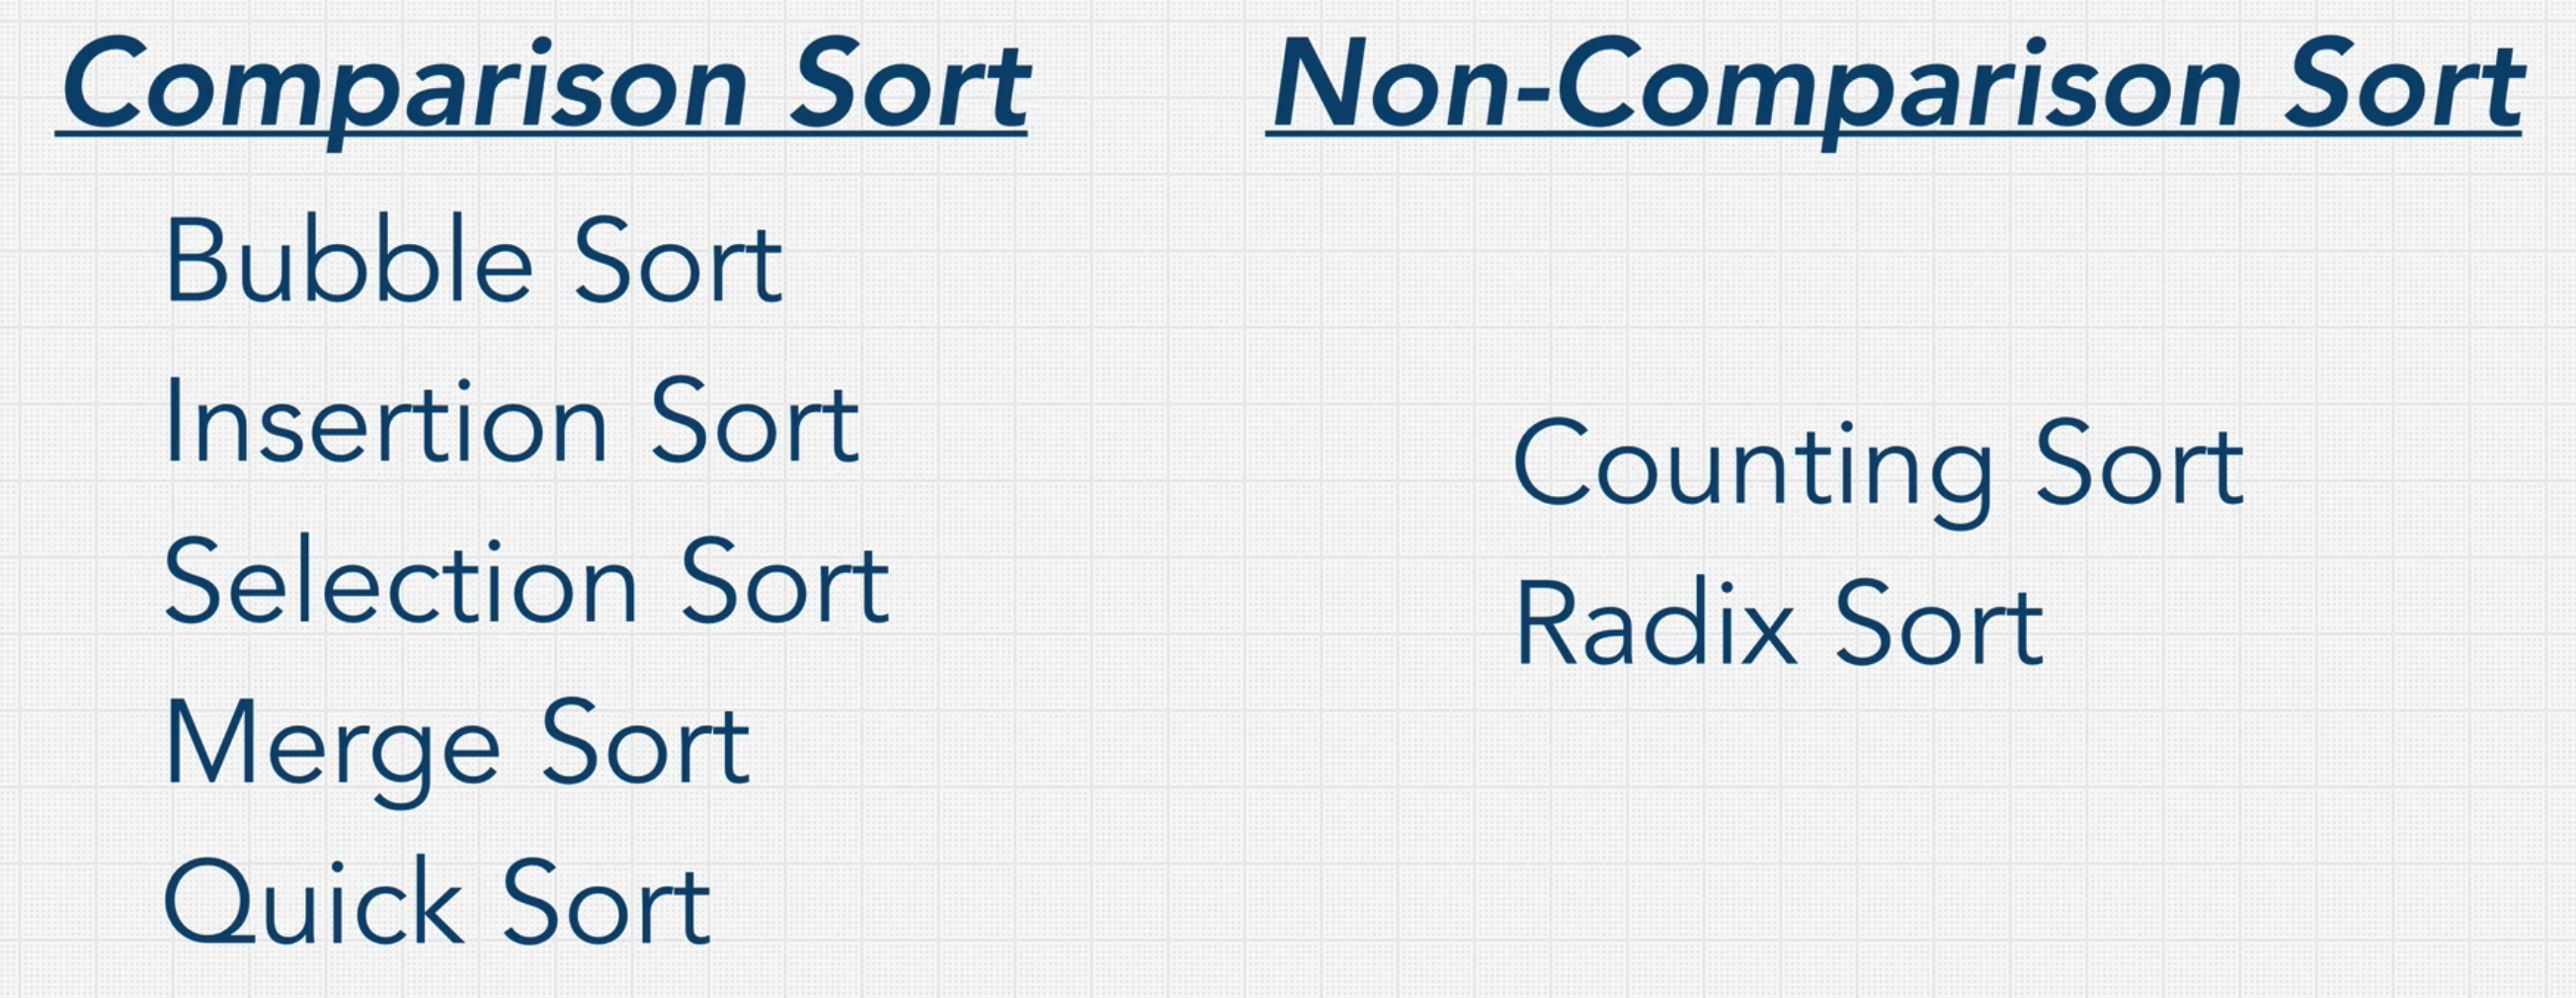 Comparison Sort
Bubble Sort
Insertion Sort
Selection Sort
Merge Sort
Quick Sort
Non-Comparison Sort
Counting Sort
Radix Sort